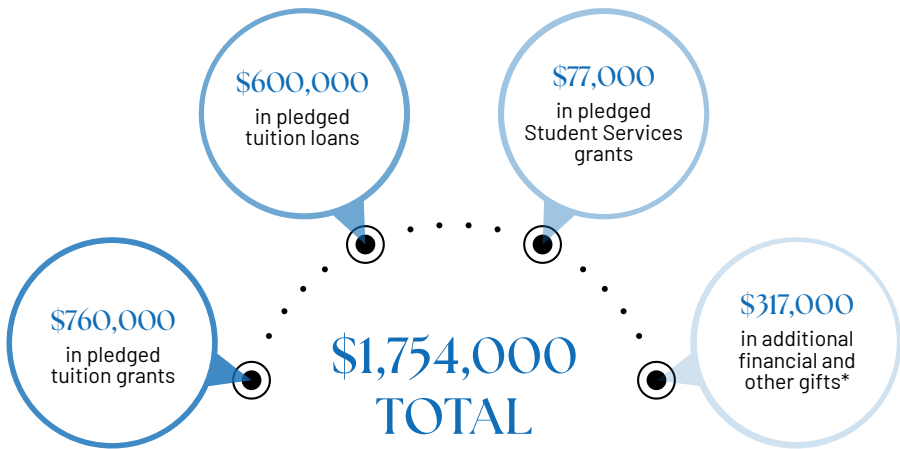 $600,000
in pledged
tuition loans
$77,000
in pledged
Student Services
grants
$760,000
in pledged
tuition grants
$1,754,000
TOTAL
$317,000
in additional
financial and
other gifts*